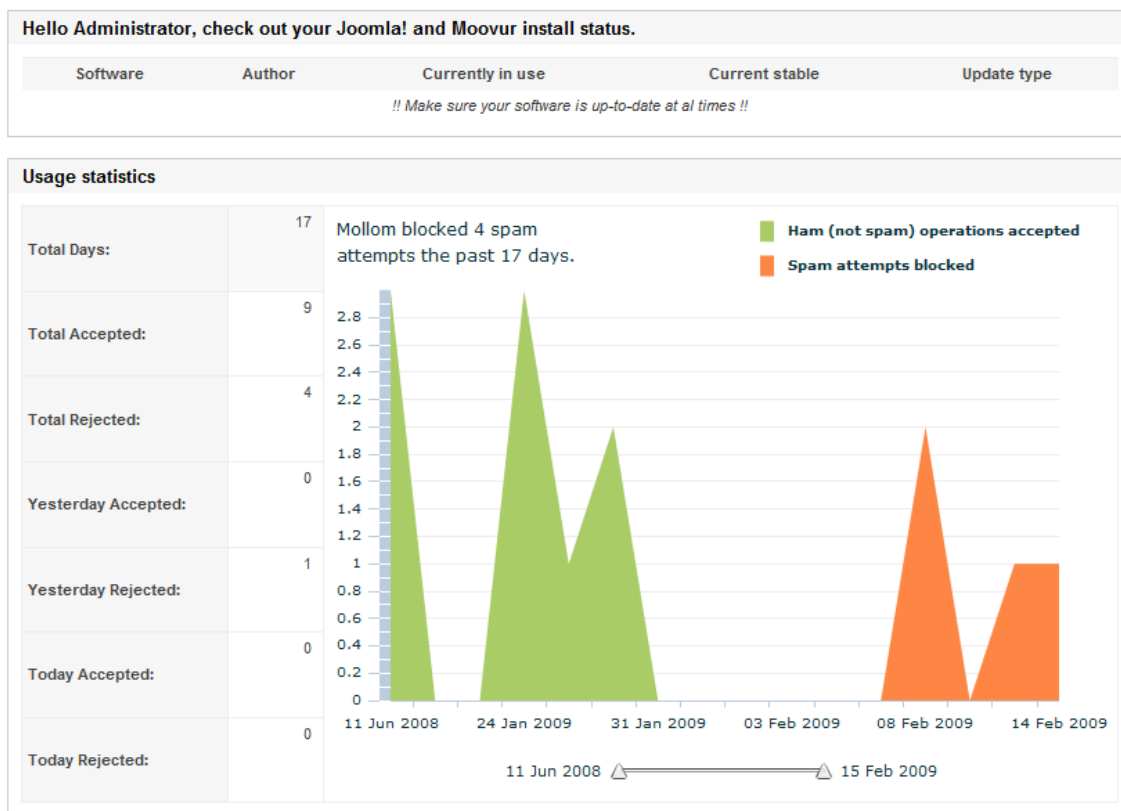 Hello Administrator, check out your Joomla! and Moovur install status.
Software Author Currently in use Current stable Update type
!! Make sure your software is up-to-date at al times !!
Usage statistics
Total Days: 17
Total Accepted: 9
Total Rejected: 4
Yesterday Accepted: 0
Yesterday Rejected: 1
Today Accepted: 0
Today Rejected: 0
Mollom blocked 4 spam
attempts the past 17 days.
Ham (not spam) operations accepted
Spam attempts blocked
2.8
2.6
2.4
2.2
2
1.8
1.6
1.4
1.2
1
0.8
0.6
0.4
0.2
0
11 Jun 2008 24 Jan 2009 31 Jan 2009 03 Feb 2009 08 Feb 2009 14 Feb 2009
11 Jun 2008 15 Feb 2009